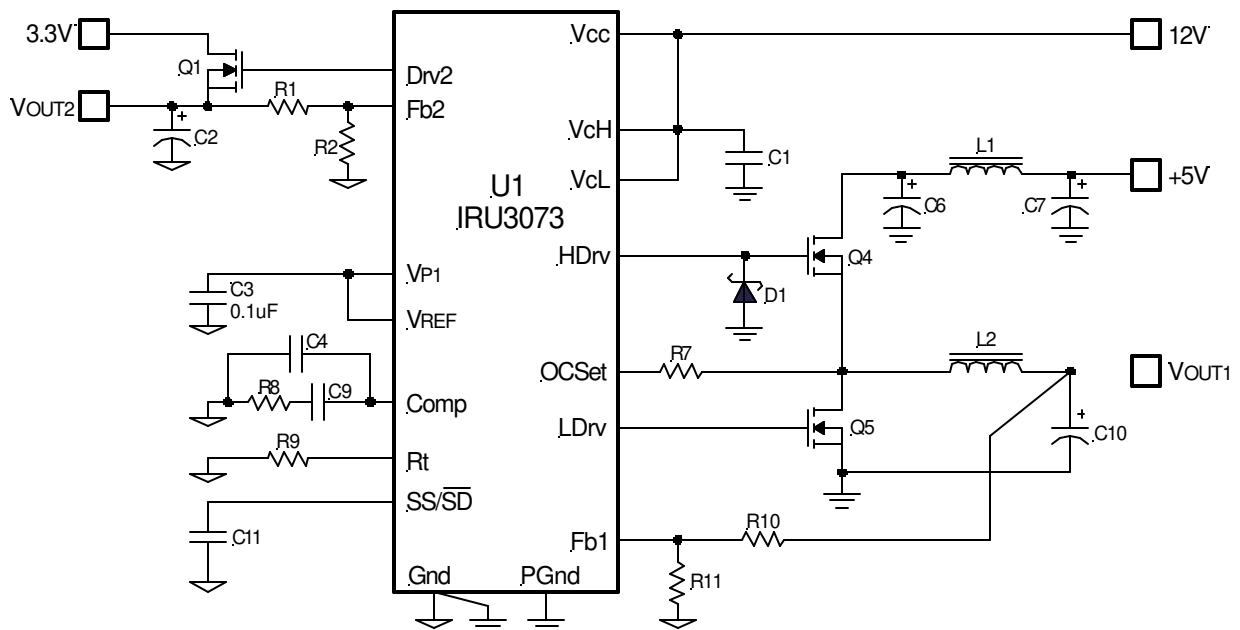 3.3V
Q1
VOUT2
C2
R1
R2
Drv2
Fb2
Vcc
12V
VcH
VcL
C1
U1
IRU3073
L1
+5V
C6
C7
HDrv
Q4
D1
C3
0.1uF
VP1
VREF
C4
R8
C9
Comp
OCSet
R7
L2
VOUT1
LDrv
Q5
C10
R9
Rt
SS/SD
C11
Fb1
R10
R11
Gnd
PGnd
+
+
+
+